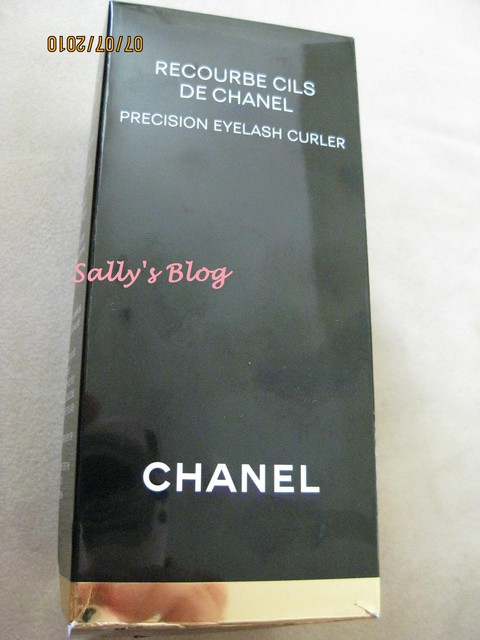 07/07/2010
RECOURBE CILS
DE CHANEL
PRECISION EYELASH CURLER
Sally's Blog
CHANEL